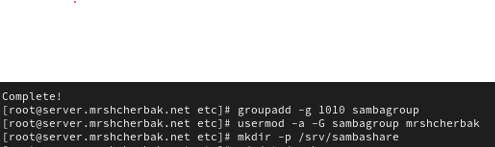 Complete!
[root@server.mrshcherbak.net etc]# groupadd -g 1010 sambagroup
[root@server.mrshcherbak.net etc]# usermod -a -G sambagroup mrshcherbak
[root@server.mrshcherbak.net etc]# mkdir -p /srv/sambashare